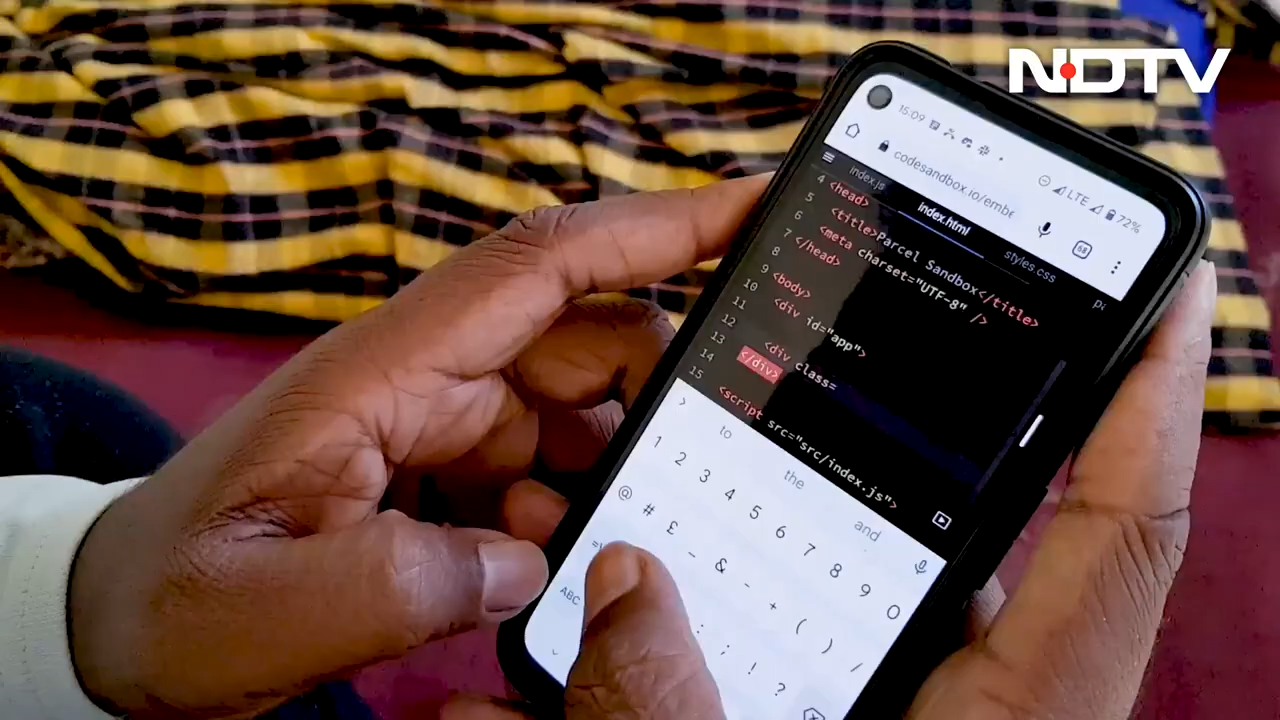 NDTV
15:09
LTE 72%
codesandbox.io/embe
68
index.js
index.html
styles.css
4 <head>
5 <title>Parcel Sandbox</title>
6 <meta charset="UTF-8" />
7 </head>
8
9 <body>
10 <div id="app">
11
12 <div class=
13 </div>
14
15 <script src="src/index.js">
to the and
1 2 3 4 5 6 7 8 9 0
@ # £ _ & - + ( ) /
: ; ! ?
ABC